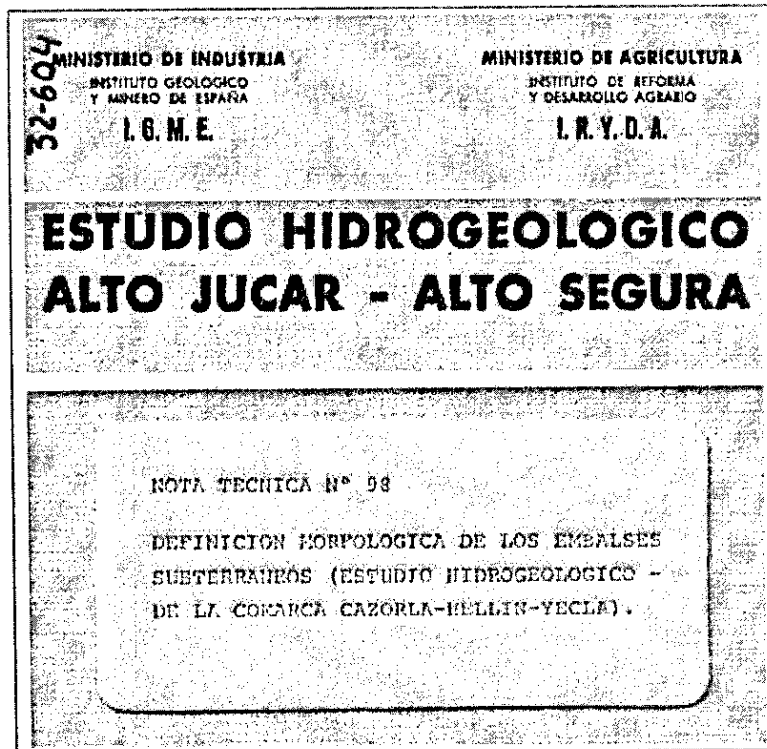 32-604
MINISTERIO DE INDUSTRIA
INSTITUTO GEOLOGICO
Y MINERO DE ESPAÑA
I. G. M. E.
MINISTERIO DE AGRICULTURA
INSTITUTO DE REFORMA
Y DESARROLLO AGRARIO
I. R. Y. D. A.
ESTUDIO HIDROGEOLOGICO
ALTO JUCAR - ALTO SEGURA
NOTA TECNICA Nº 98
DEFINICION MORFOLOGICA DE LOS EMBALSES
SUBTERRANEOS (ESTUDIO HIDROGEOLOGICO -
DE LA COMARCA CAZORLA-HELLIN-YECLA).